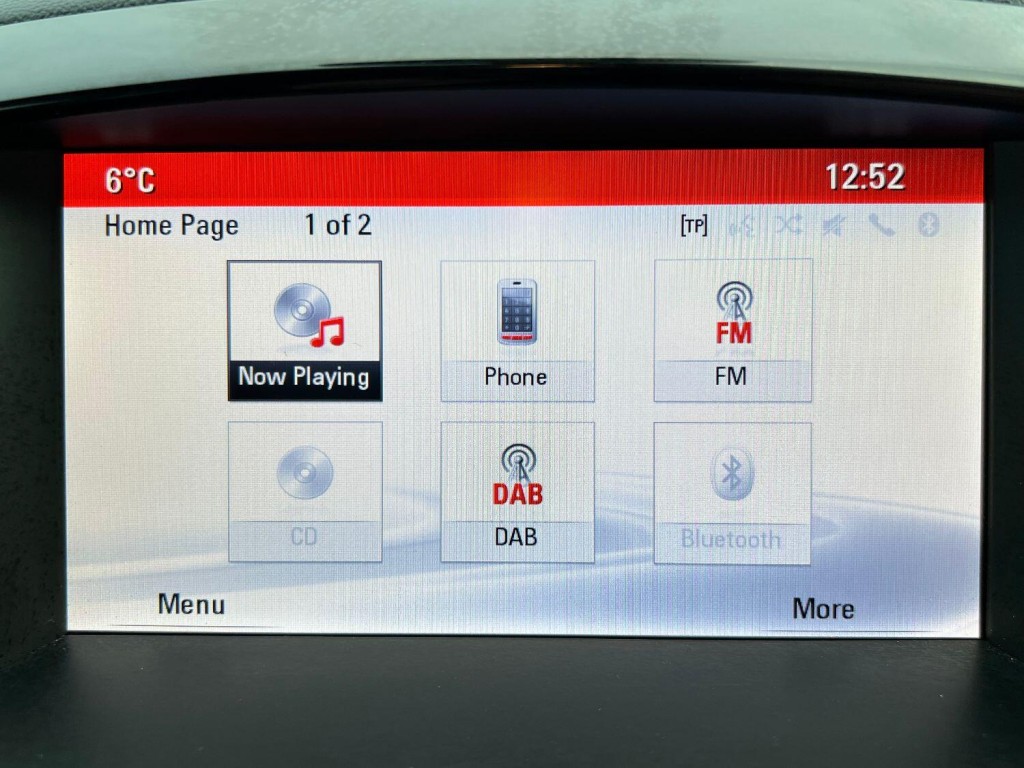 6°C 12:52
Home Page 1 of 2 [TP]
FM
Now Playing Phone FM
DAB
CD DAB Bluetooth
Menu More